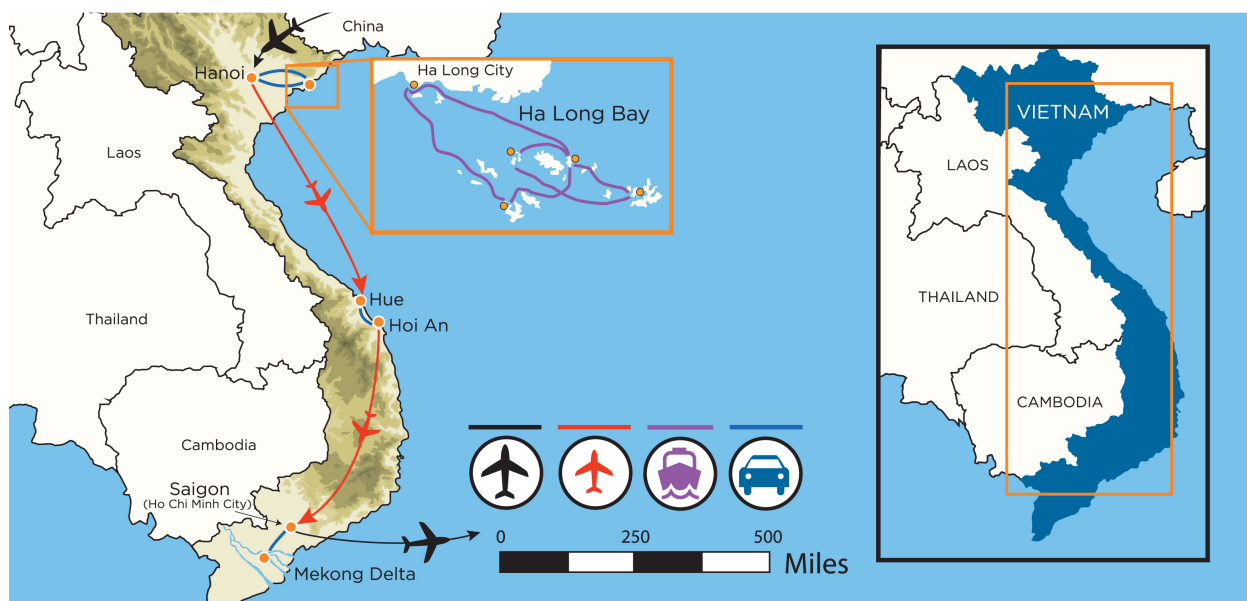 China
Hanoi
Ha Long City
Ha Long Bay
Laos
Hue
Hoi An
Thailand
Cambodia
Saigon
(Ho Chi Minh City)
Mekong Delta
0 250 500
Miles
VIETNAM
LAOS
THAILAND
CAMBODIA